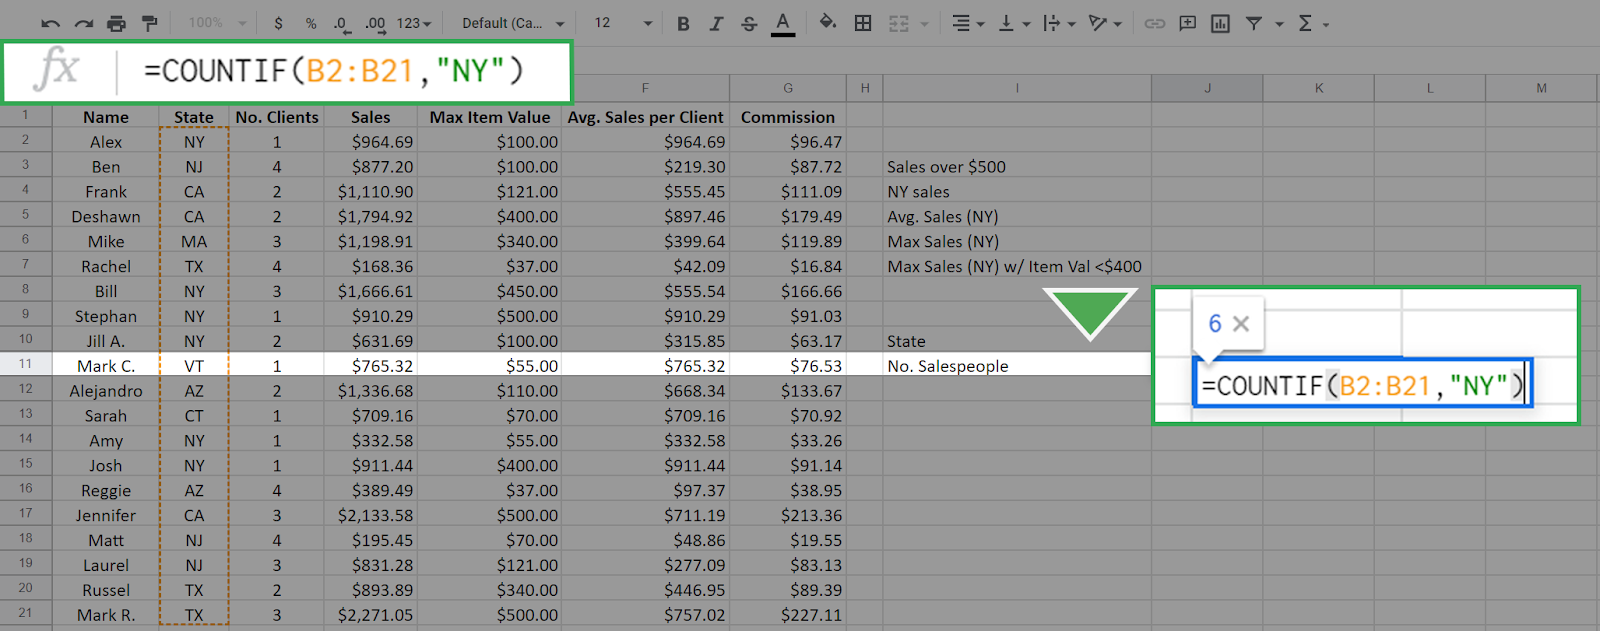 100% $ % .0 .00 123 Default (Ca... 12 B I S A Σ
fx =COUNTIF(B2:B21,"NY")
F G H I J K L M
1 Name State No. Clients Sales Max Item Value Avg. Sales per Client Commission
2 Alex NY 1 $964.69 $100.00 $964.69 $96.47
3 Ben NJ 4 $877.20 $100.00 $219.30 $87.72 Sales over $500
4 Frank CA 2 $1,110.90 $121.00 $555.45 $111.09 NY sales
5 Deshawn CA 2 $1,794.92 $400.00 $897.46 $179.49 Avg. Sales (NY)
6 Mike MA 3 $1,198.91 $340.00 $399.64 $119.89 Max Sales (NY)
7 Rachel TX 4 $168.36 $37.00 $42.09 $16.84 Max Sales (NY) w/ Item Val <$400
8 Bill NY 3 $1,666.61 $450.00 $555.54 $166.66
9 Stephan NY 1 $910.29 $500.00 $910.29 $91.03
6 ×
10 Jill A. NY 2 $631.69 $100.00 $315.85 $63.17 State
11 Mark C. VT 1 $765.32 $55.00 $765.32 $76.53 No. Salespeople
=COUNTIF(B2:B21,"NY")
12 Alejandro AZ 2 $1,336.68 $110.00 $668.34 $133.67
13 Sarah CT 1 $709.16 $70.00 $709.16 $70.92
14 Amy NY 1 $332.58 $55.00 $332.58 $33.26
15 Josh NY 1 $911.44 $400.00 $911.44 $91.14
16 Reggie AZ 4 $389.49 $37.00 $97.37 $38.95
17 Jennifer CA 3 $2,133.58 $500.00 $711.19 $213.36
18 Matt NJ 4 $195.45 $70.00 $48.86 $19.55
19 Laurel NJ 3 $831.28 $121.00 $277.09 $83.13
20 Russel TX 2 $893.89 $340.00 $446.95 $89.39
21 Mark R. TX 3 $2,271.05 $500.00 $757.02 $227.11